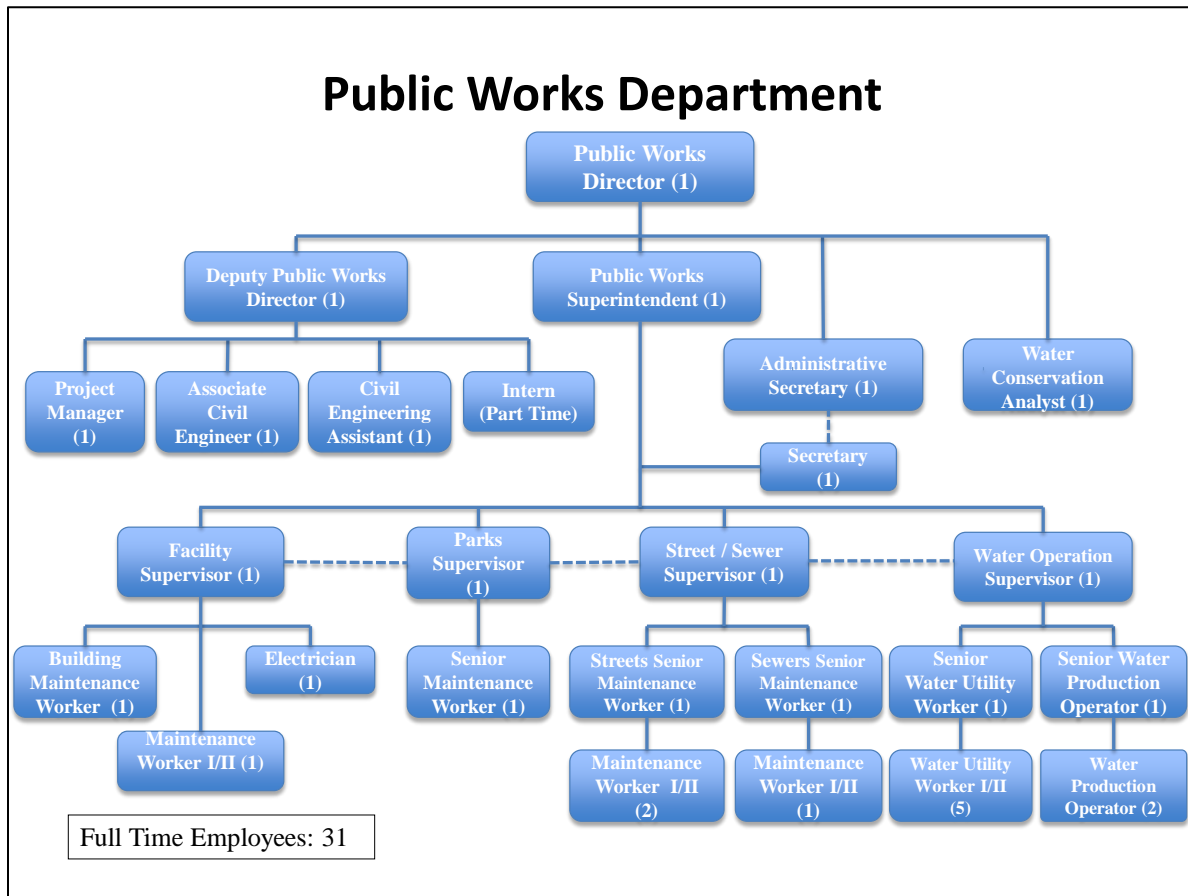 Public Works Department
Public Works
Director (1)
Deputy Public Works
Director (1)
Public Works
Superintendent (1)
Administrative
Secretary (1)
Water
Conservation
Analyst (1)
Project
Manager
(1)
Associate
Civil
Engineer (1)
Civil
Engineering
Assistant (1)
Intern
(Part Time)
Secretary
(1)
Facility
Supervisor (1)
Parks
Supervisor
(1)
Street / Sewer
Supervisor (1)
Water Operation
Supervisor (1)
Building
Maintenance
Worker (1)
Electrician
(1)
Senior
Maintenance
Worker (1)
Streets Senior
Maintenance
Worker (1)
Sewers Senior
Maintenance
Worker (1)
Senior
Water Utility
Worker (1)
Senior Water
Production
Operator (1)
Maintenance
Worker I/II (1)
Maintenance
Worker I/II
(2)
Maintenance
Worker I/II
(1)
Water Utility
Worker I/II
(5)
Water
Production
Operator (2)
Full Time Employees: 31